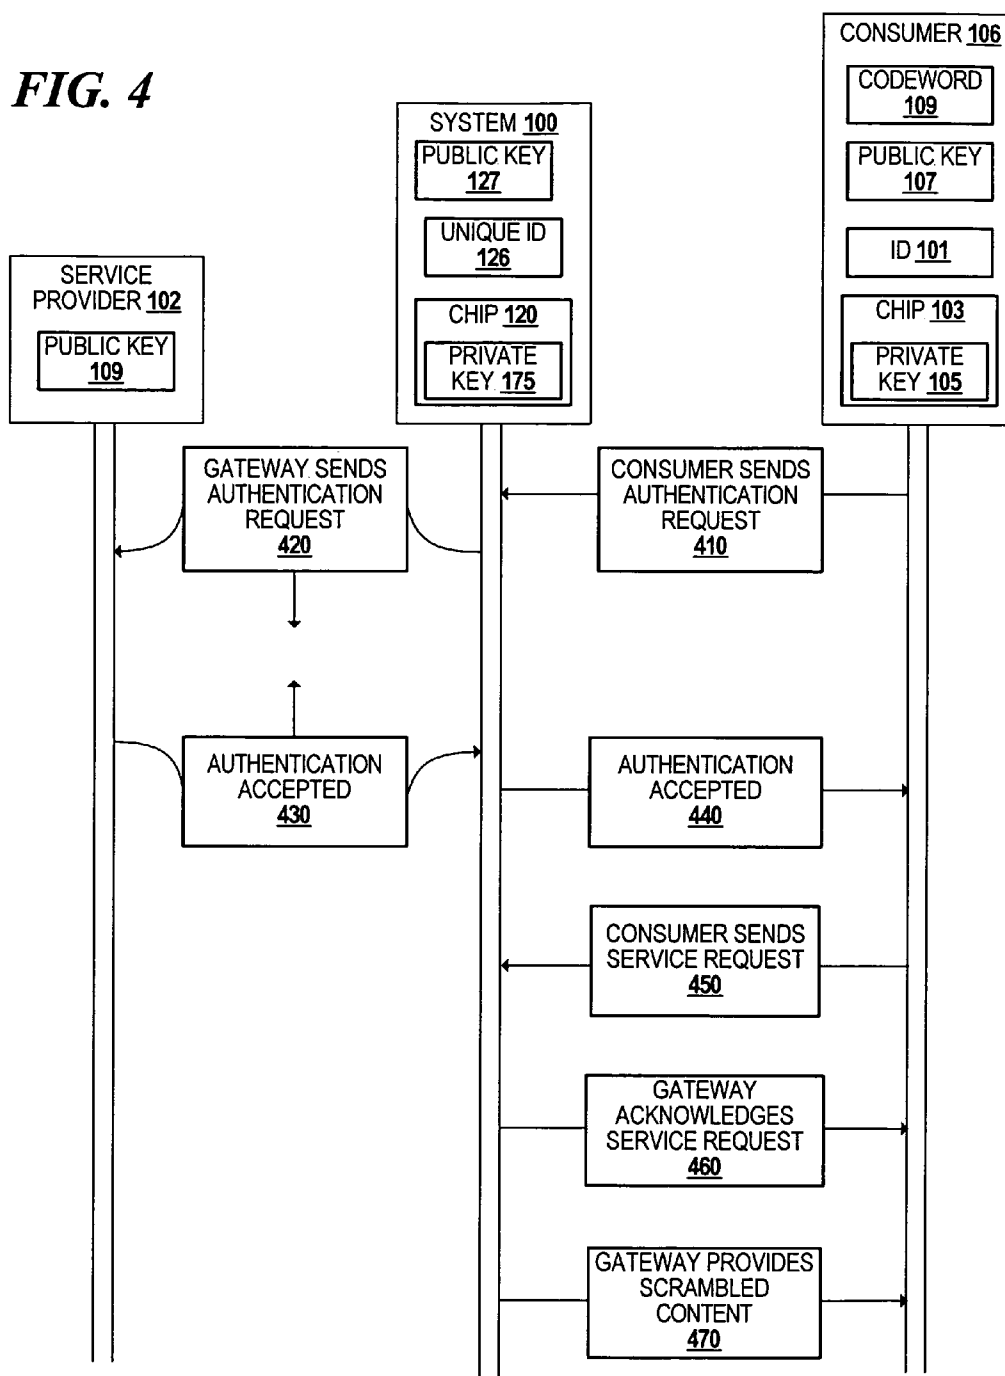 FIG. 4
SERVICE
PROVIDER 102
PUBLIC KEY
109
SYSTEM 100
PUBLIC KEY
127
UNIQUE ID
126
CHIP 120
PRIVATE
KEY 175
CONSUMER 106
CODEWORD
109
PUBLIC KEY
107
ID 101
CHIP 103
PRIVATE
KEY 105
GATEWAY SENDS
AUTHENTICATION
REQUEST
420
CONSUMER SENDS
AUTHENTICATION
REQUEST
410
AUTHENTICATION
ACCEPTED
430
AUTHENTICATION
ACCEPTED
440
CONSUMER SENDS
SERVICE REQUEST
450
GATEWAY
ACKNOWLEDGES
SERVICE REQUEST
460
GATEWAY PROVIDES
SCRAMBLED
CONTENT
470